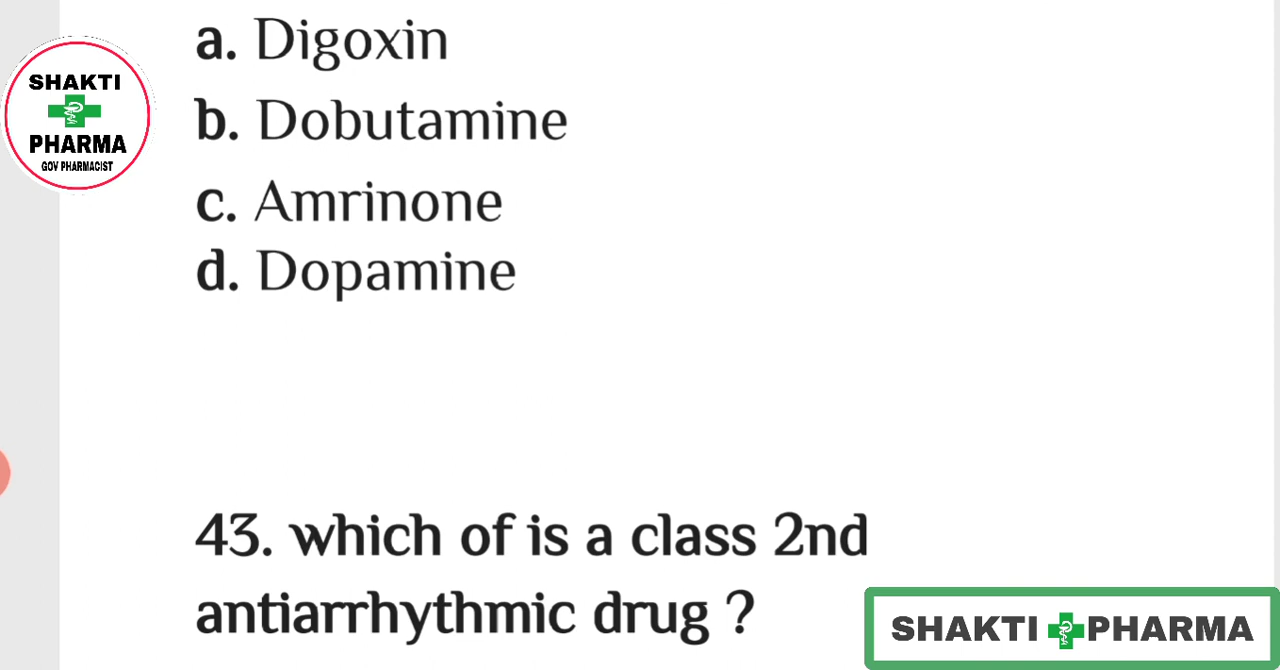 SHAKTI
PHARMA
GOV PHARMACIST
a. Digoxin
b. Dobutamine
c. Amrinone
d. Dopamine
43. which of is a class 2nd
antiarrhythmic drug ?
SHAKTI PHARMA